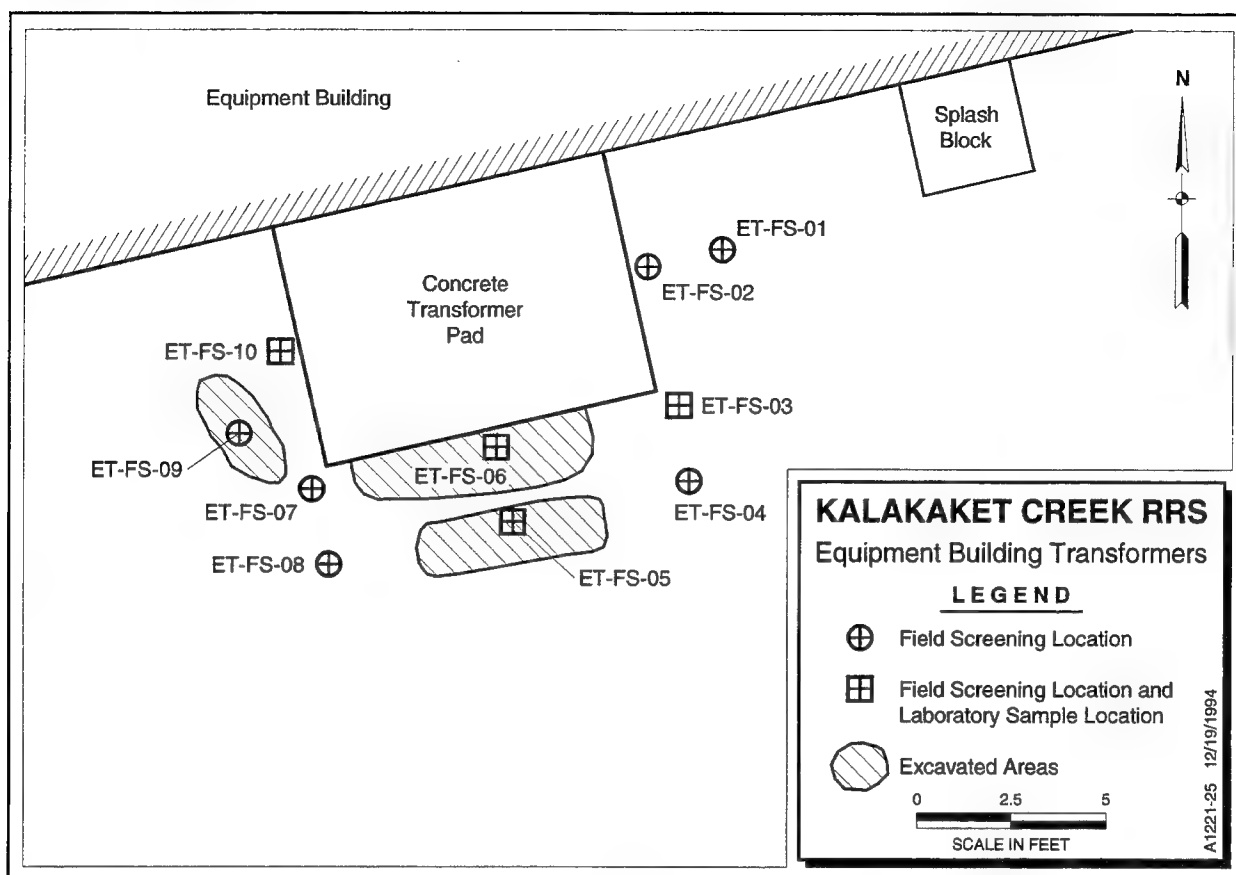 Equipment Building
N
Splash
Block
ET-FS-01
ET-FS-02
Concrete
Transformer
Pad
ET-FS-10
ET-FS-03
ET-FS-09
ET-FS-06
ET-FS-07
ET-FS-04
ET-FS-08
ET-FS-05
KALAKAKET CREEK RRS
Equipment Building Transformers
LEGEND
Field Screening Location
Field Screening Location and
Laboratory Sample Location
Excavated Areas
0 2.5 5
SCALE IN FEET
A1221-25 12/19/1994